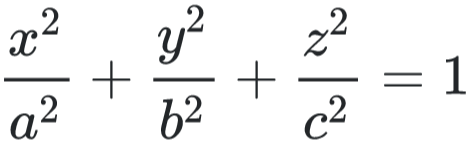 x²/a² + y²/b² + z²/c² = 1